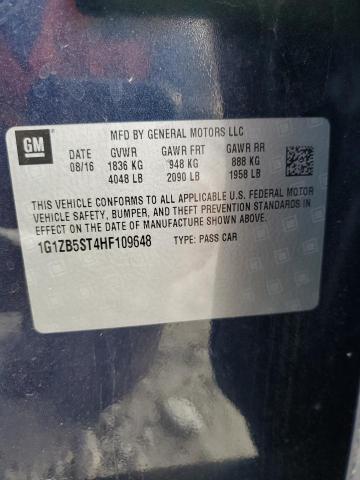 MFD BY GENERAL MOTORS LLC
GM
DATE GVWR GAWR FRT GAWR RR
08/16 1836 KG 948 KG 888 KG
4048 LB 2090 LB 1958 LB
THIS VEHICLE CONFORMS TO ALL APPLICABLE U.S. FEDERAL MOTOR
VEHICLE SAFETY, BUMPER, AND THEFT PREVENTION STANDARDS
IN EFFECT ON THE DATE OF MANUFACTURE SHOWN ABOVE.
1G1ZB5ST4HF109648 TYPE: PASS CAR